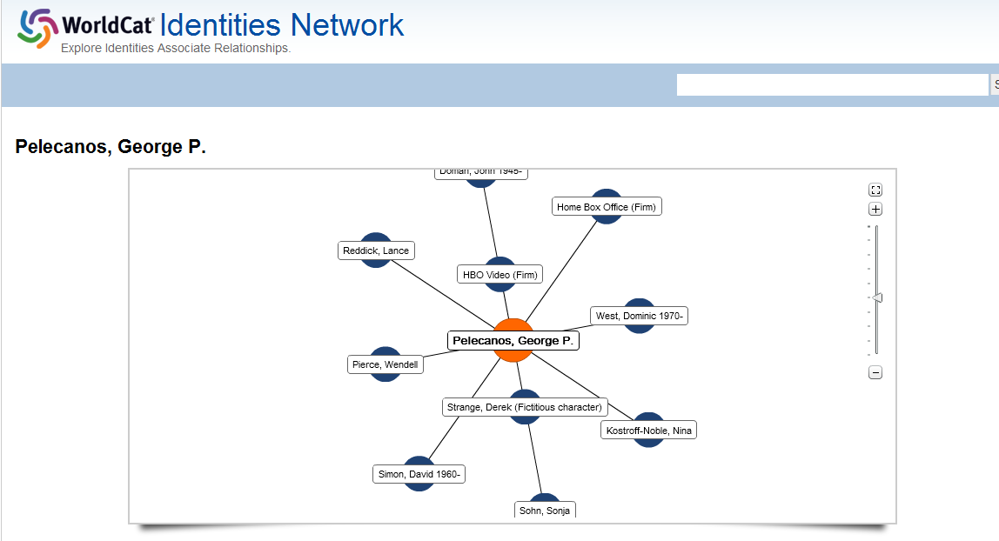 WorldCat Identities Network
Explore Identities Associate Relationships.
S
Pelecanos, George P.
Doman, John 1945-
Home Box Office (Firm)
Reddick, Lance
HBO Video (Firm)
West, Dominic 1970-
Pelecanos, George P.
Pierce, Wendell
Strange, Derek (Fictitious character)
Kostroff-Noble, Nina
Simon, David 1960-
Sohn, Sonja